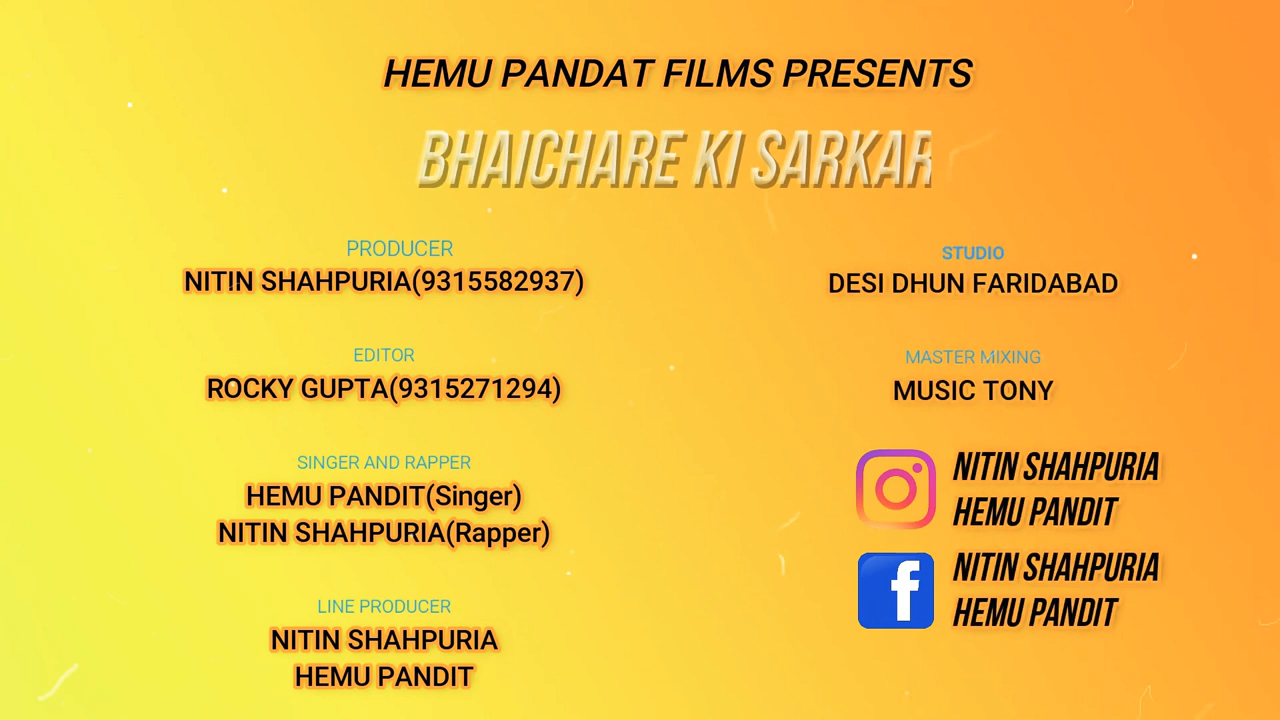 HEMU PANDAT FILMS PRESENTS
BHAICHARE KI SARKAR
PRODUCER
NITIN SHAHPURIA(9315582937)
EDITOR
ROCKY GUPTA(9315271294)
SINGER AND RAPPER
HEMU PANDIT(Singer)
NITIN SHAHPURIA(Rapper)
LINE PRODUCER
NITIN SHAHPURIA
HEMU PANDIT
STUDIO
DESI DHUN FARIDABAD
MASTER MIXING
MUSIC TONY
NITIN SHAHPURIA
HEMU PANDIT
NITIN SHAHPURIA
HEMU PANDIT